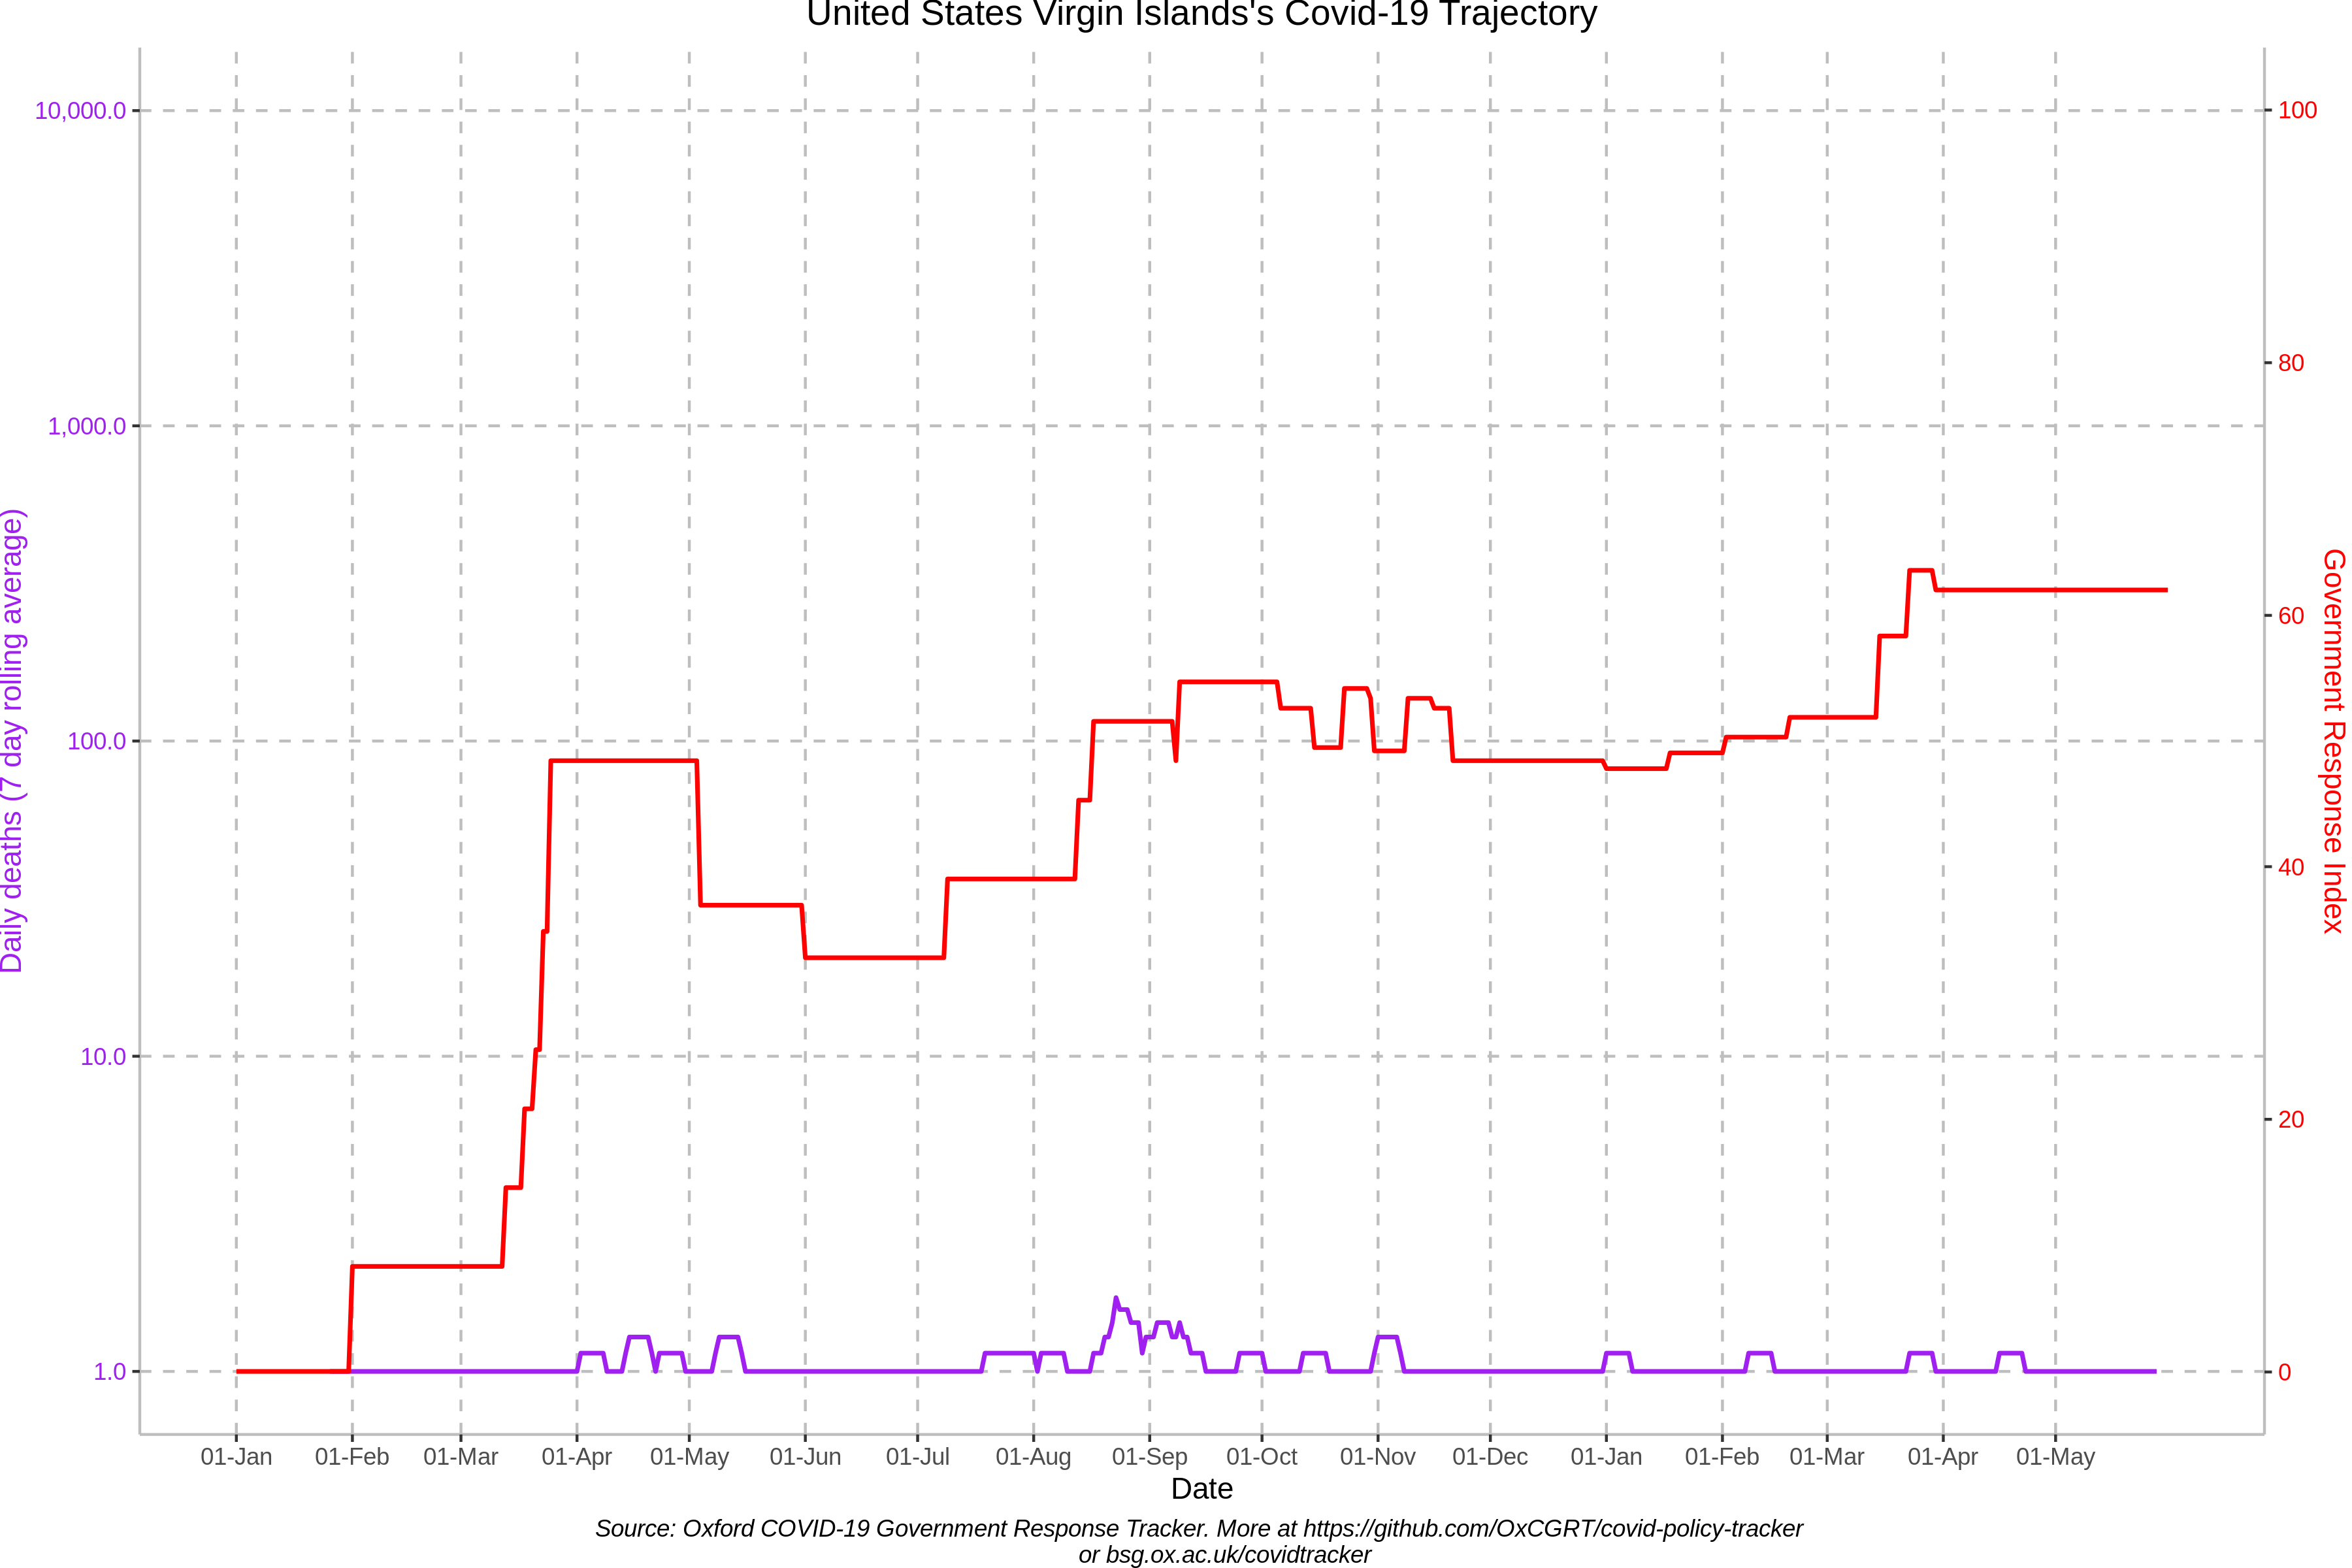 United States Virgin Islands's Covid-19 Trajectory
10,000.0
1,000.0
100.0
10.0
1.0
Daily deaths (7 day rolling average)
100
80
60
40
20
0
Government Response Index
01-Jan 01-Feb 01-Mar 01-Apr 01-May 01-Jun 01-Jul 01-Aug 01-Sep 01-Oct 01-Nov 01-Dec 01-Jan 01-Feb 01-Mar 01-Apr 01-May
Date
Source: Oxford COVID-19 Government Response Tracker. More at https://github.com/OxCGRT/covid-policy-tracker
or bsg.ox.ac.uk/covidtracker